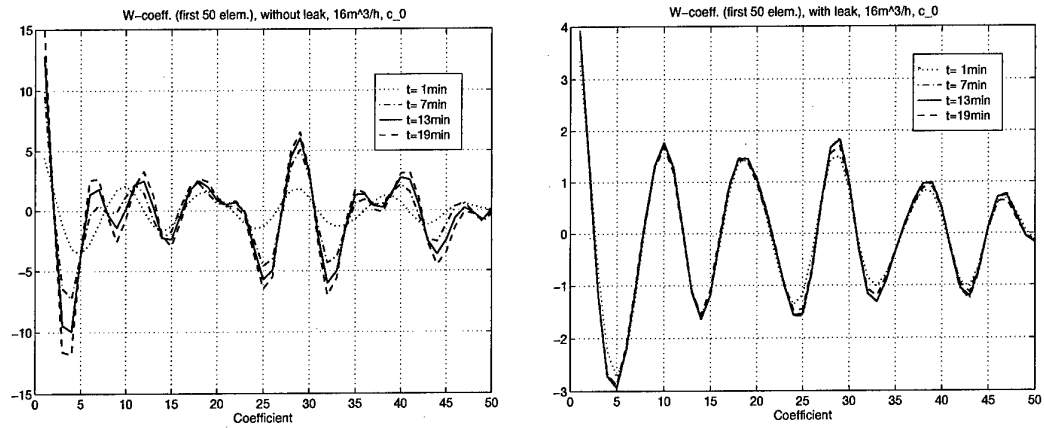 W-coeff. (first 50 elem.), without leak, 16m^3/h, c_0
15
10
5
0
-5
-10
-15
t= 1min
t= 7min
t=13min
t=19min
0 5 10 15 20 25 30 35 40 45 50
Coefficient
W-coeff. (first 50 elem.), with leak, 16m^3/h, c_0
4
3
2
1
0
-1
-2
-3
t= 1min
t= 7min
t=13min
t=19min
0 5 10 15 20 25 30 35 40 45 50
Coefficient